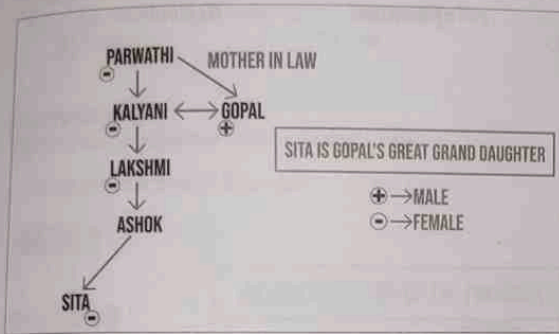 PARWATHI
MOTHER IN LAW
KALYANI GOPAL
LAKSHMI
SITA IS GOPAL'S GREAT GRAND DAUGHTER
→MALE
→FEMALE
ASHOK
SITA